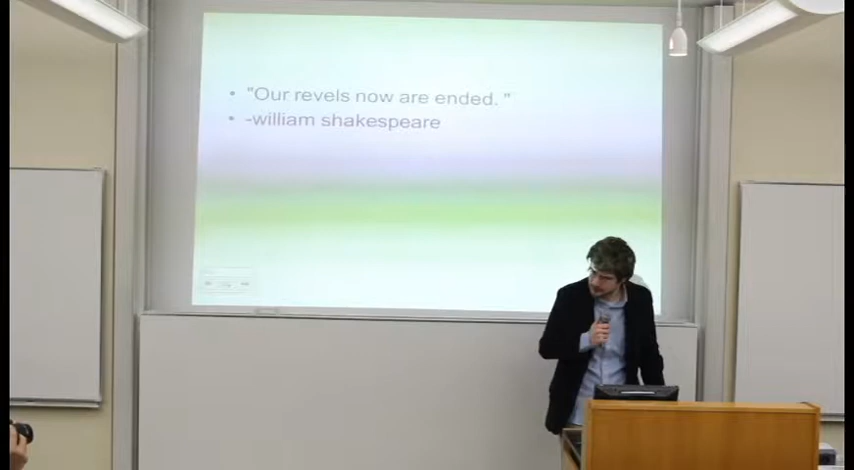 • "Our revels now are ended. "
• -william shakespeare